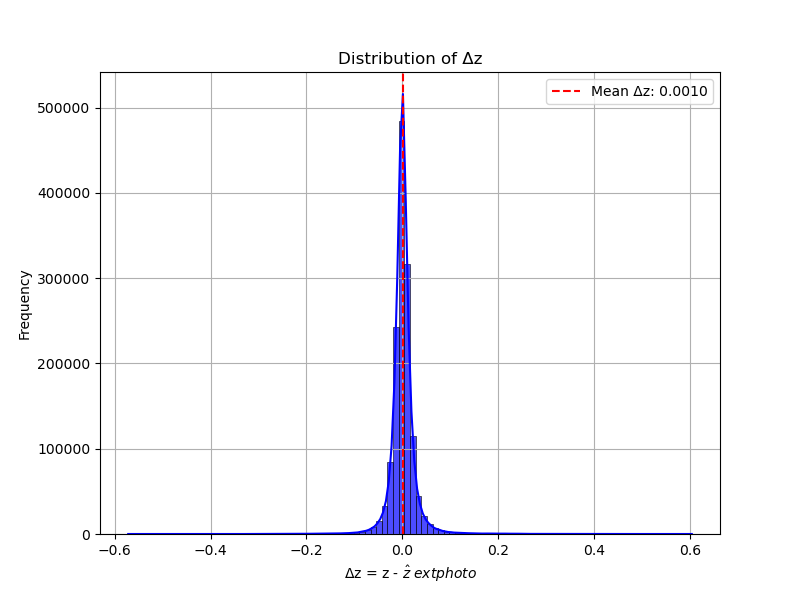 Distribution of Δz
Mean Δz: 0.0010
500000
400000
300000
200000
100000
0
Frequency
−0.6 −0.4 −0.2 0.0 0.2 0.4 0.6
Δz = z - ẑ extphoto